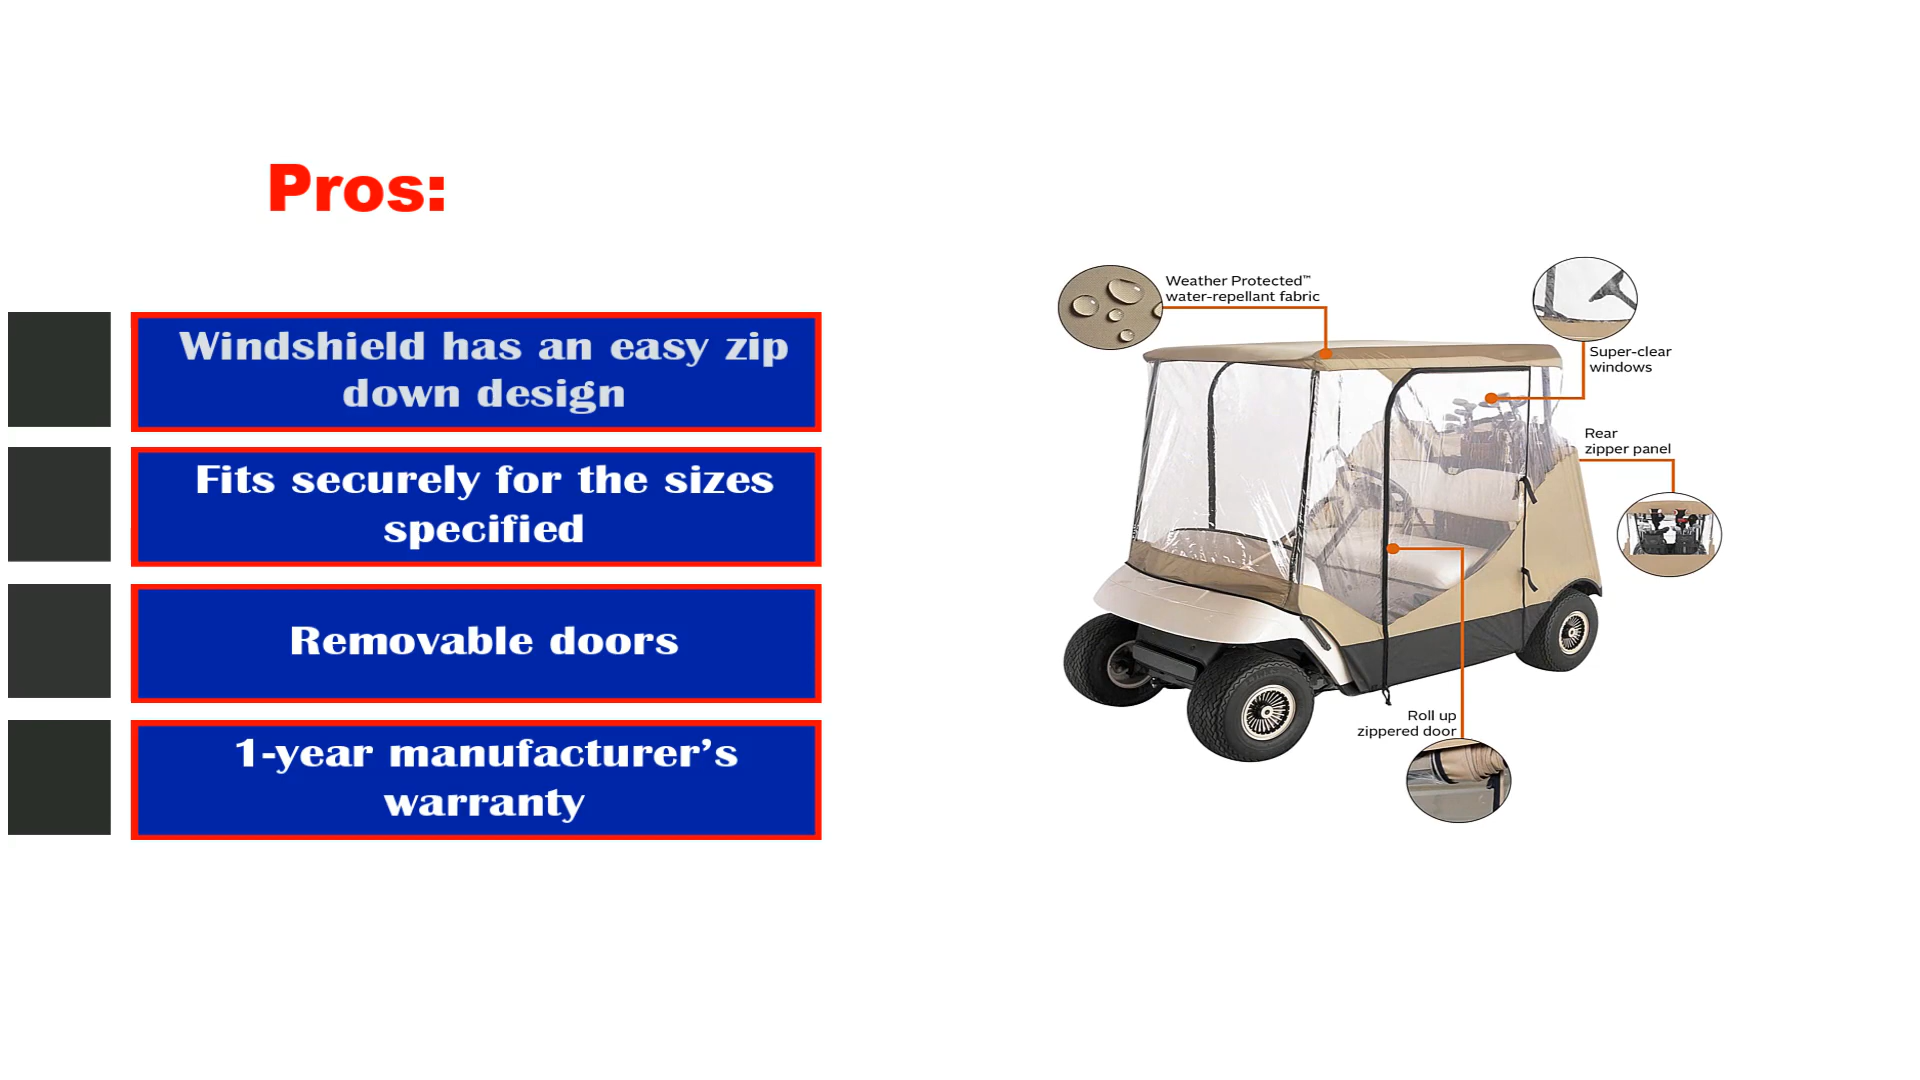 Pros:
Windshield has an easy zip
down design
Fits securely for the sizes
specified
Removable doors
1-year manufacturer’s
warranty
Weather Protected™
water-repellant fabric
Super-clear
windows
Rear
zipper panel
Roll up
zippered door